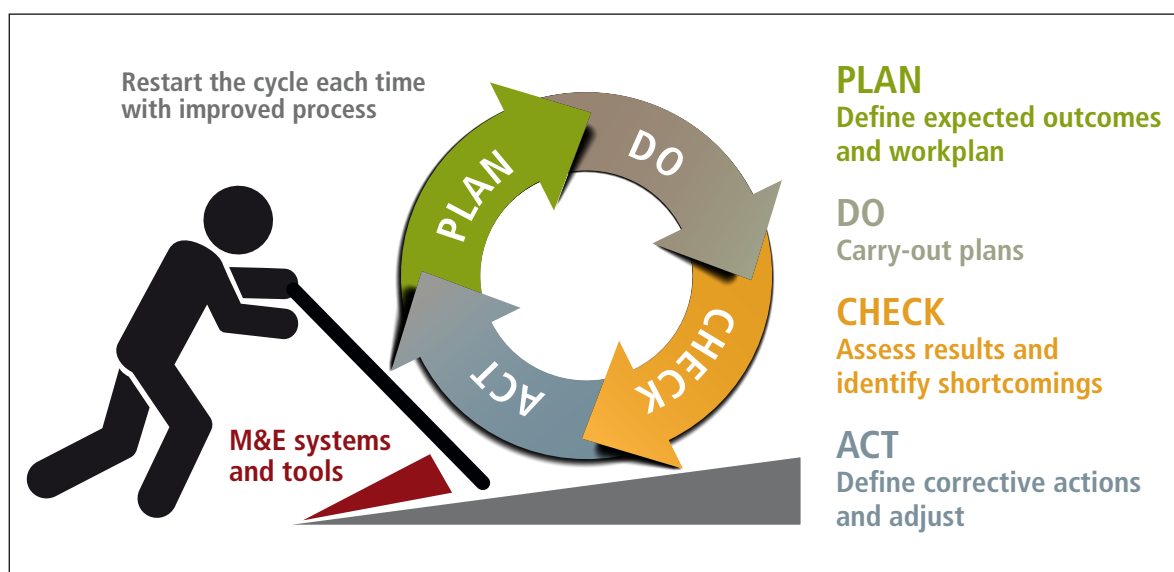 Restart the cycle each time
with improved process
PLAN
DO
CHECK
ACT
M&E systems
and tools
PLAN
Define expected outcomes
and workplan
DO
Carry-out plans
CHECK
Assess results and
identify shortcomings
ACT
Define corrective actions
and adjust